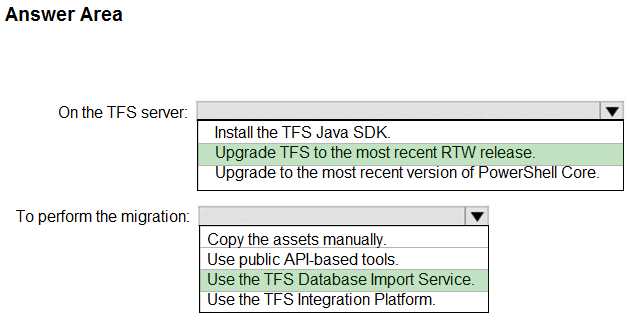 Answer Area
On the TFS server:
Install the TFS Java SDK.
Upgrade TFS to the most recent RTW release.
Upgrade to the most recent version of PowerShell Core.
To perform the migration:
Copy the assets manually.
Use public API-based tools.
Use the TFS Database Import Service.
Use the TFS Integration Platform.